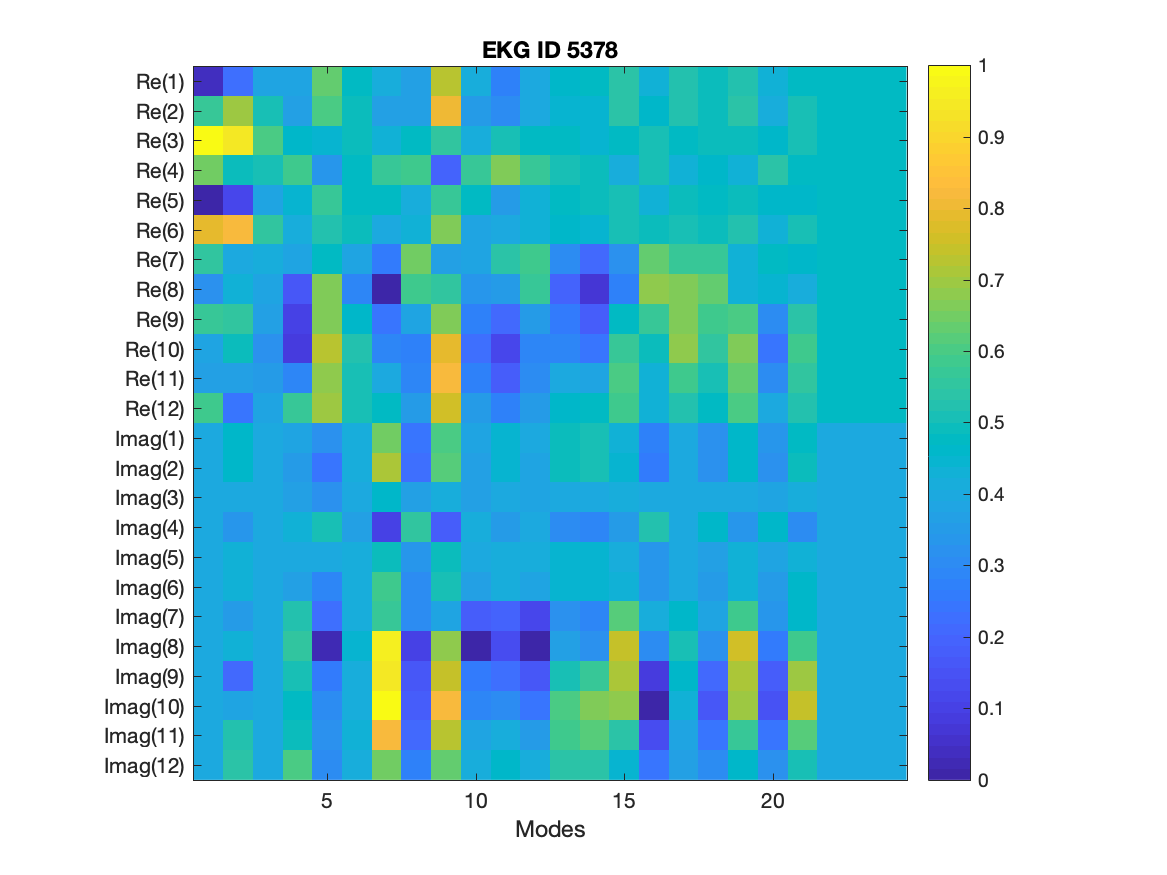 EKG ID 5378
Re(1)
Re(2)
Re(3)
Re(4)
Re(5)
Re(6)
Re(7)
Re(8)
Re(9)
Re(10)
Re(11)
Re(12)
Imag(1)
Imag(2)
Imag(3)
Imag(4)
Imag(5)
Imag(6)
Imag(7)
Imag(8)
Imag(9)
Imag(10)
Imag(11)
Imag(12)
5 10 15 20
Modes
1
0.9
0.8
0.7
0.6
0.5
0.4
0.3
0.2
0.1
0